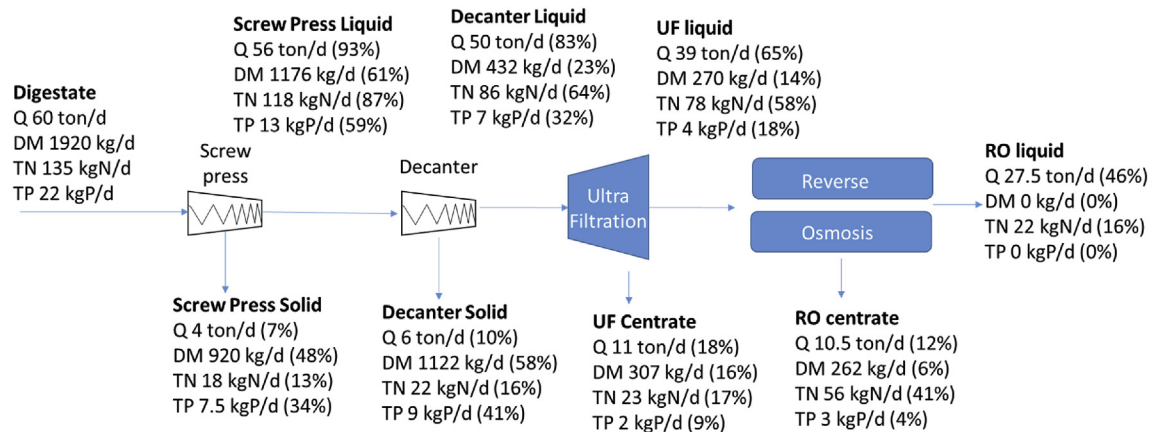 Digestate
Q 60 ton/d
DM 1920 kg/d
TN 135 kgN/d
TP 22 kgP/d
Screw Press Liquid
Q 56 ton/d (93%)
DM 1176 kg/d (61%)
TN 118 kgN/d (87%)
TP 13 kgP/d (59%)
Decanter Liquid
Q 50 ton/d (83%)
DM 432 kg/d (23%)
TN 86 kgN/d (64%)
TP 7 kgP/d (32%)
UF liquid
Q 39 ton/d (65%)
DM 270 kg/d (14%)
TN 78 kgN/d (58%)
TP 4 kgP/d (18%)
RO liquid
Q 27.5 ton/d (46%)
DM 0 kg/d (0%)
TN 22 kgN/d (16%)
TP 0 kgP/d (0%)
Screw
press
Decanter
Ultra
Filtration
Reverse
Osmosis
Screw Press Solid
Q 4 ton/d (7%)
DM 920 kg/d (48%)
TN 18 kgN/d (13%)
TP 7.5 kgP/d (34%)
Decanter Solid
Q 6 ton/d (10%)
DM 1122 kg/d (58%)
TN 22 kgN/d (16%)
TP 9 kgP/d (41%)
UF Centrate
Q 11 ton/d (18%)
DM 307 kg/d (16%)
TN 23 kgN/d (17%)
TP 2 kgP/d (9%)
RO centrate
Q 10.5 ton/d (12%)
DM 262 kg/d (6%)
TN 56 kgN/d (41%)
TP 3 kgP/d (4%)